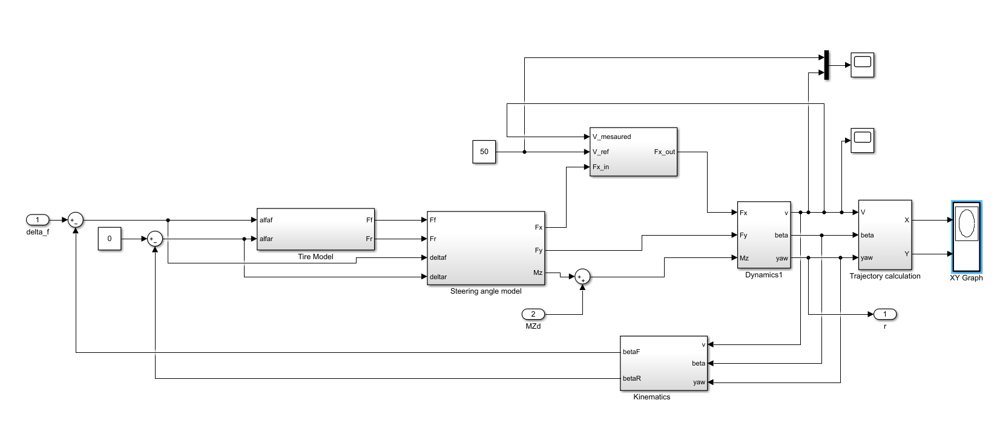 V_mesaured
50
V_ref
Fx_out
Fx_in
1
+
−
delta_f
alfaf
Ff
0
+
−
alfar
Fr
Tire Model
Ff
Fx
Fr
Fy
deltaf
Mz
deltar
Steering angle model
+
+
2
MZd
Fx
v
Fy
beta
Mz
yaw
Dynamics1
V
X
beta
Y
yaw
Trajectory calculation
XY Graph
1
r
v
betaF
beta
betaR
yaw
Kinematics